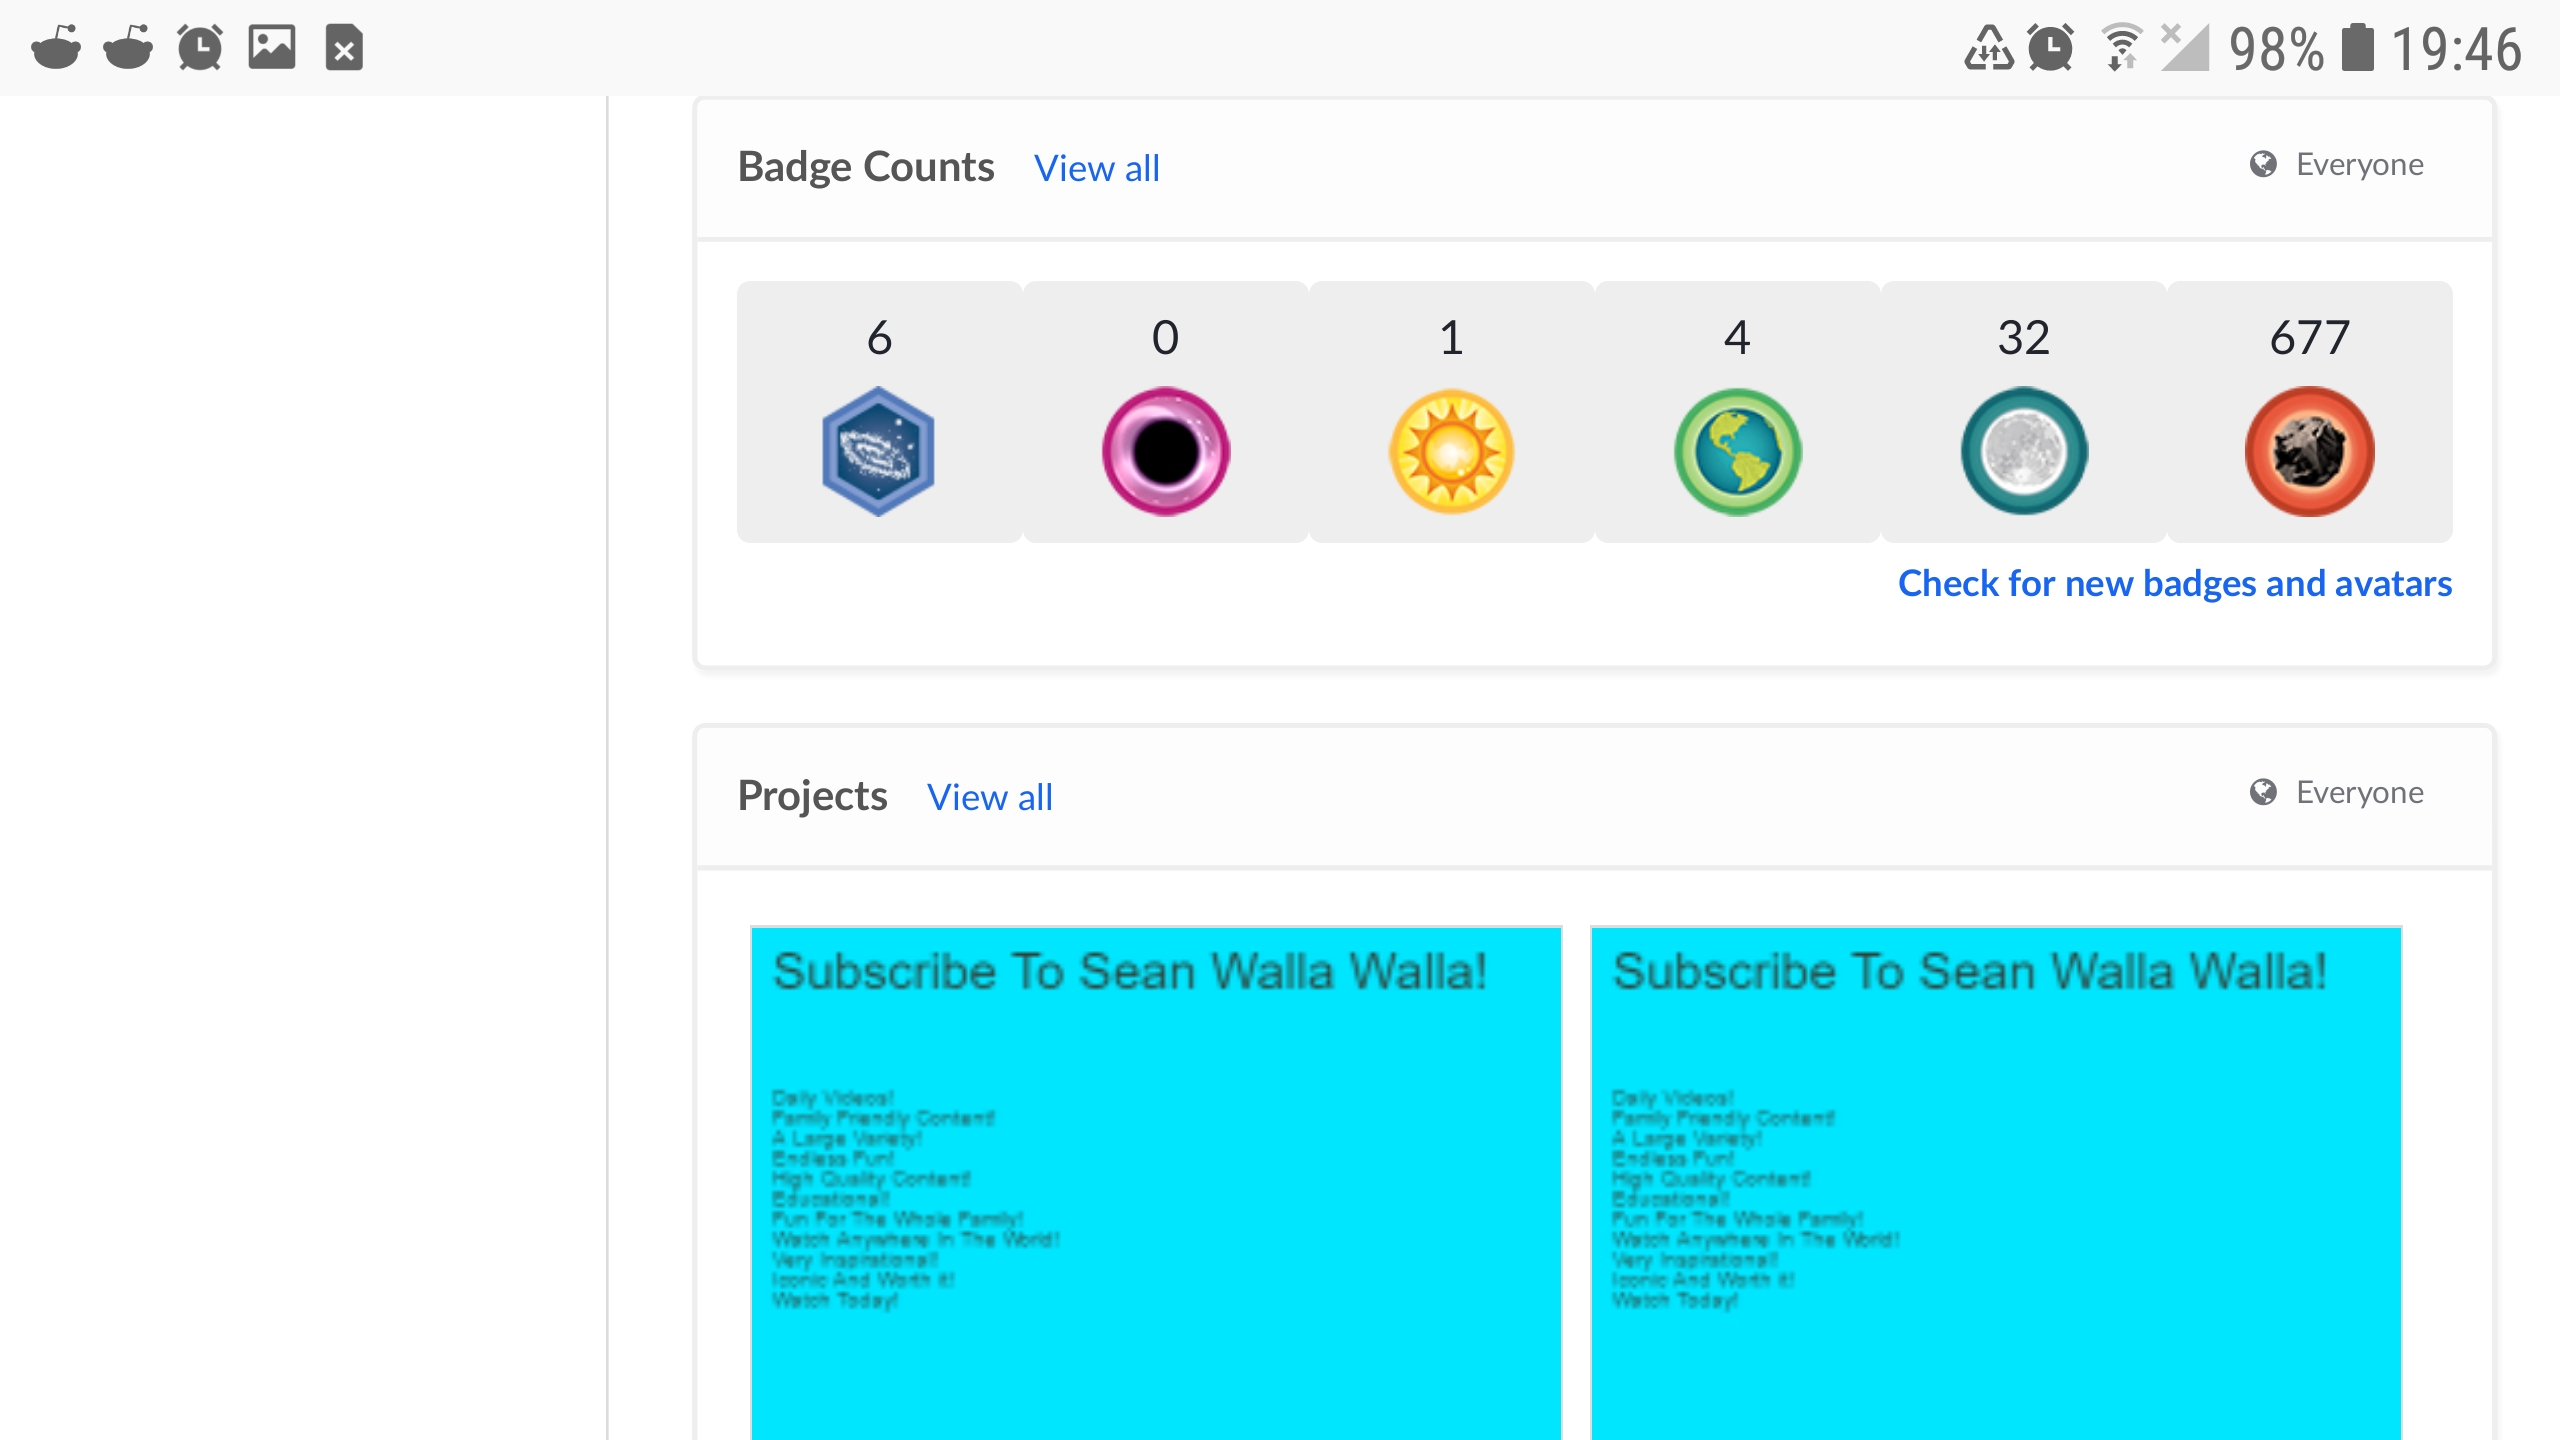 98% 19:46
Badge Counts View all Everyone
6 0 1 4 32 677
Check for new badges and avatars
Projects View all Everyone
Subscribe To Sean Walla Walla!
Daily Videos!
Family Friendly Content!
A Large Variety!
Endless Fun!
High Quality Content!
Educational!
Fun For The Whole Family!
Watch Anywhere In The World!
Very Inspirational!
Iconic And Worth it!
Watch Today!
Subscribe To Sean Walla Walla!
Daily Videos!
Family Friendly Content!
A Large Variety!
Endless Fun!
High Quality Content!
Educational!
Fun For The Whole Family!
Watch Anywhere In The World!
Very Inspirational!
Iconic And Worth it!
Watch Today!